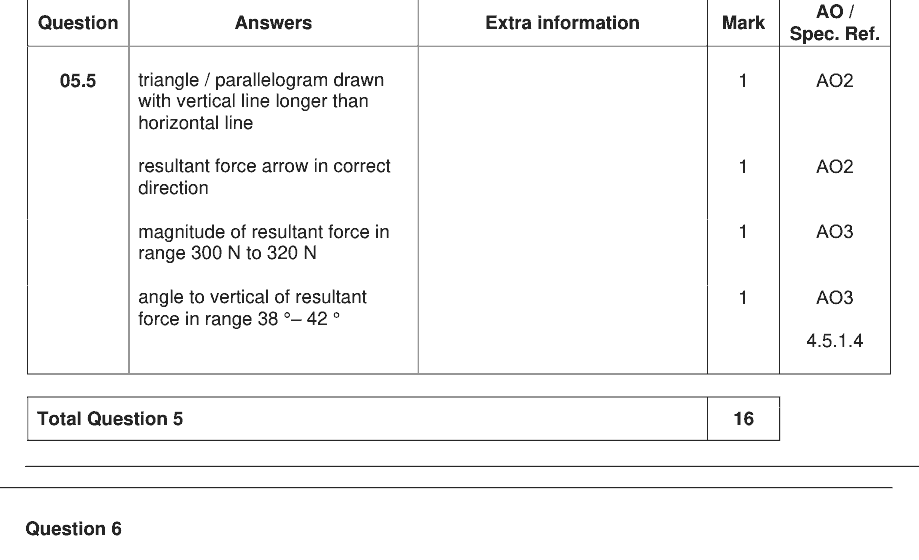 Question Answers Extra information Mark AO /
Spec. Ref.
05.5 triangle / parallelogram drawn 1 AO2
with vertical line longer than
horizontal line
resultant force arrow in correct 1 AO2
direction
magnitude of resultant force in 1 AO3
range 300 N to 320 N
angle to vertical of resultant 1 AO3
force in range 38 °– 42 °
4.5.1.4
Total Question 5 16
Question 6